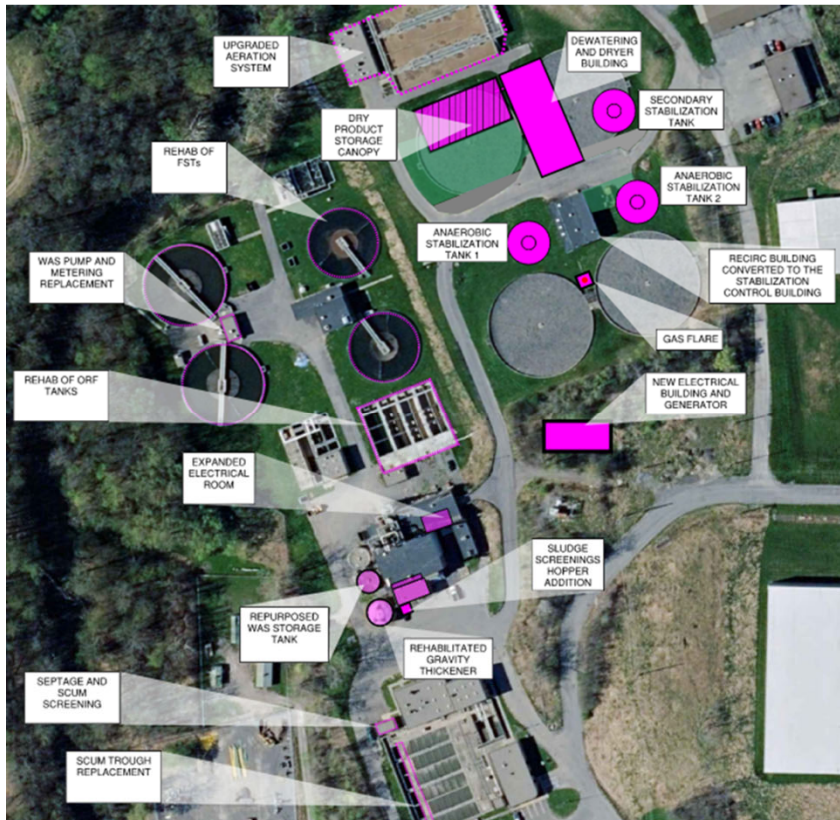 UPGRADED
AERATION
SYSTEM
DEWATERING
AND DRYER
BUILDING
DRY
PRODUCT
STORAGE
CANOPY
SECONDARY
STABILIZATION
TANK
REHAB OF
FSTs
ANAEROBIC
STABILIZATION
TANK 2
ANAEROBIC
STABILIZATION
TANK 1
WAS PUMP AND
METERING
REPLACEMENT
RECIRC BUILDING
CONVERTED TO THE
STABILIZATION
CONTROL BUILDING
GAS FLARE
REHAB OF ORF
TANKS
NEW ELECTRICAL
BUILDING AND
GENERATOR
EXPANDED
ELECTRICAL
ROOM
SLUDGE
SCREENINGS
HOPPER
ADDITION
REPURPOSED
WAS STORAGE
TANK
REHABILITATED
GRAVITY
THICKENER
SEPTAGE AND
SCUM
SCREENING
SCUM TROUGH
REPLACEMENT